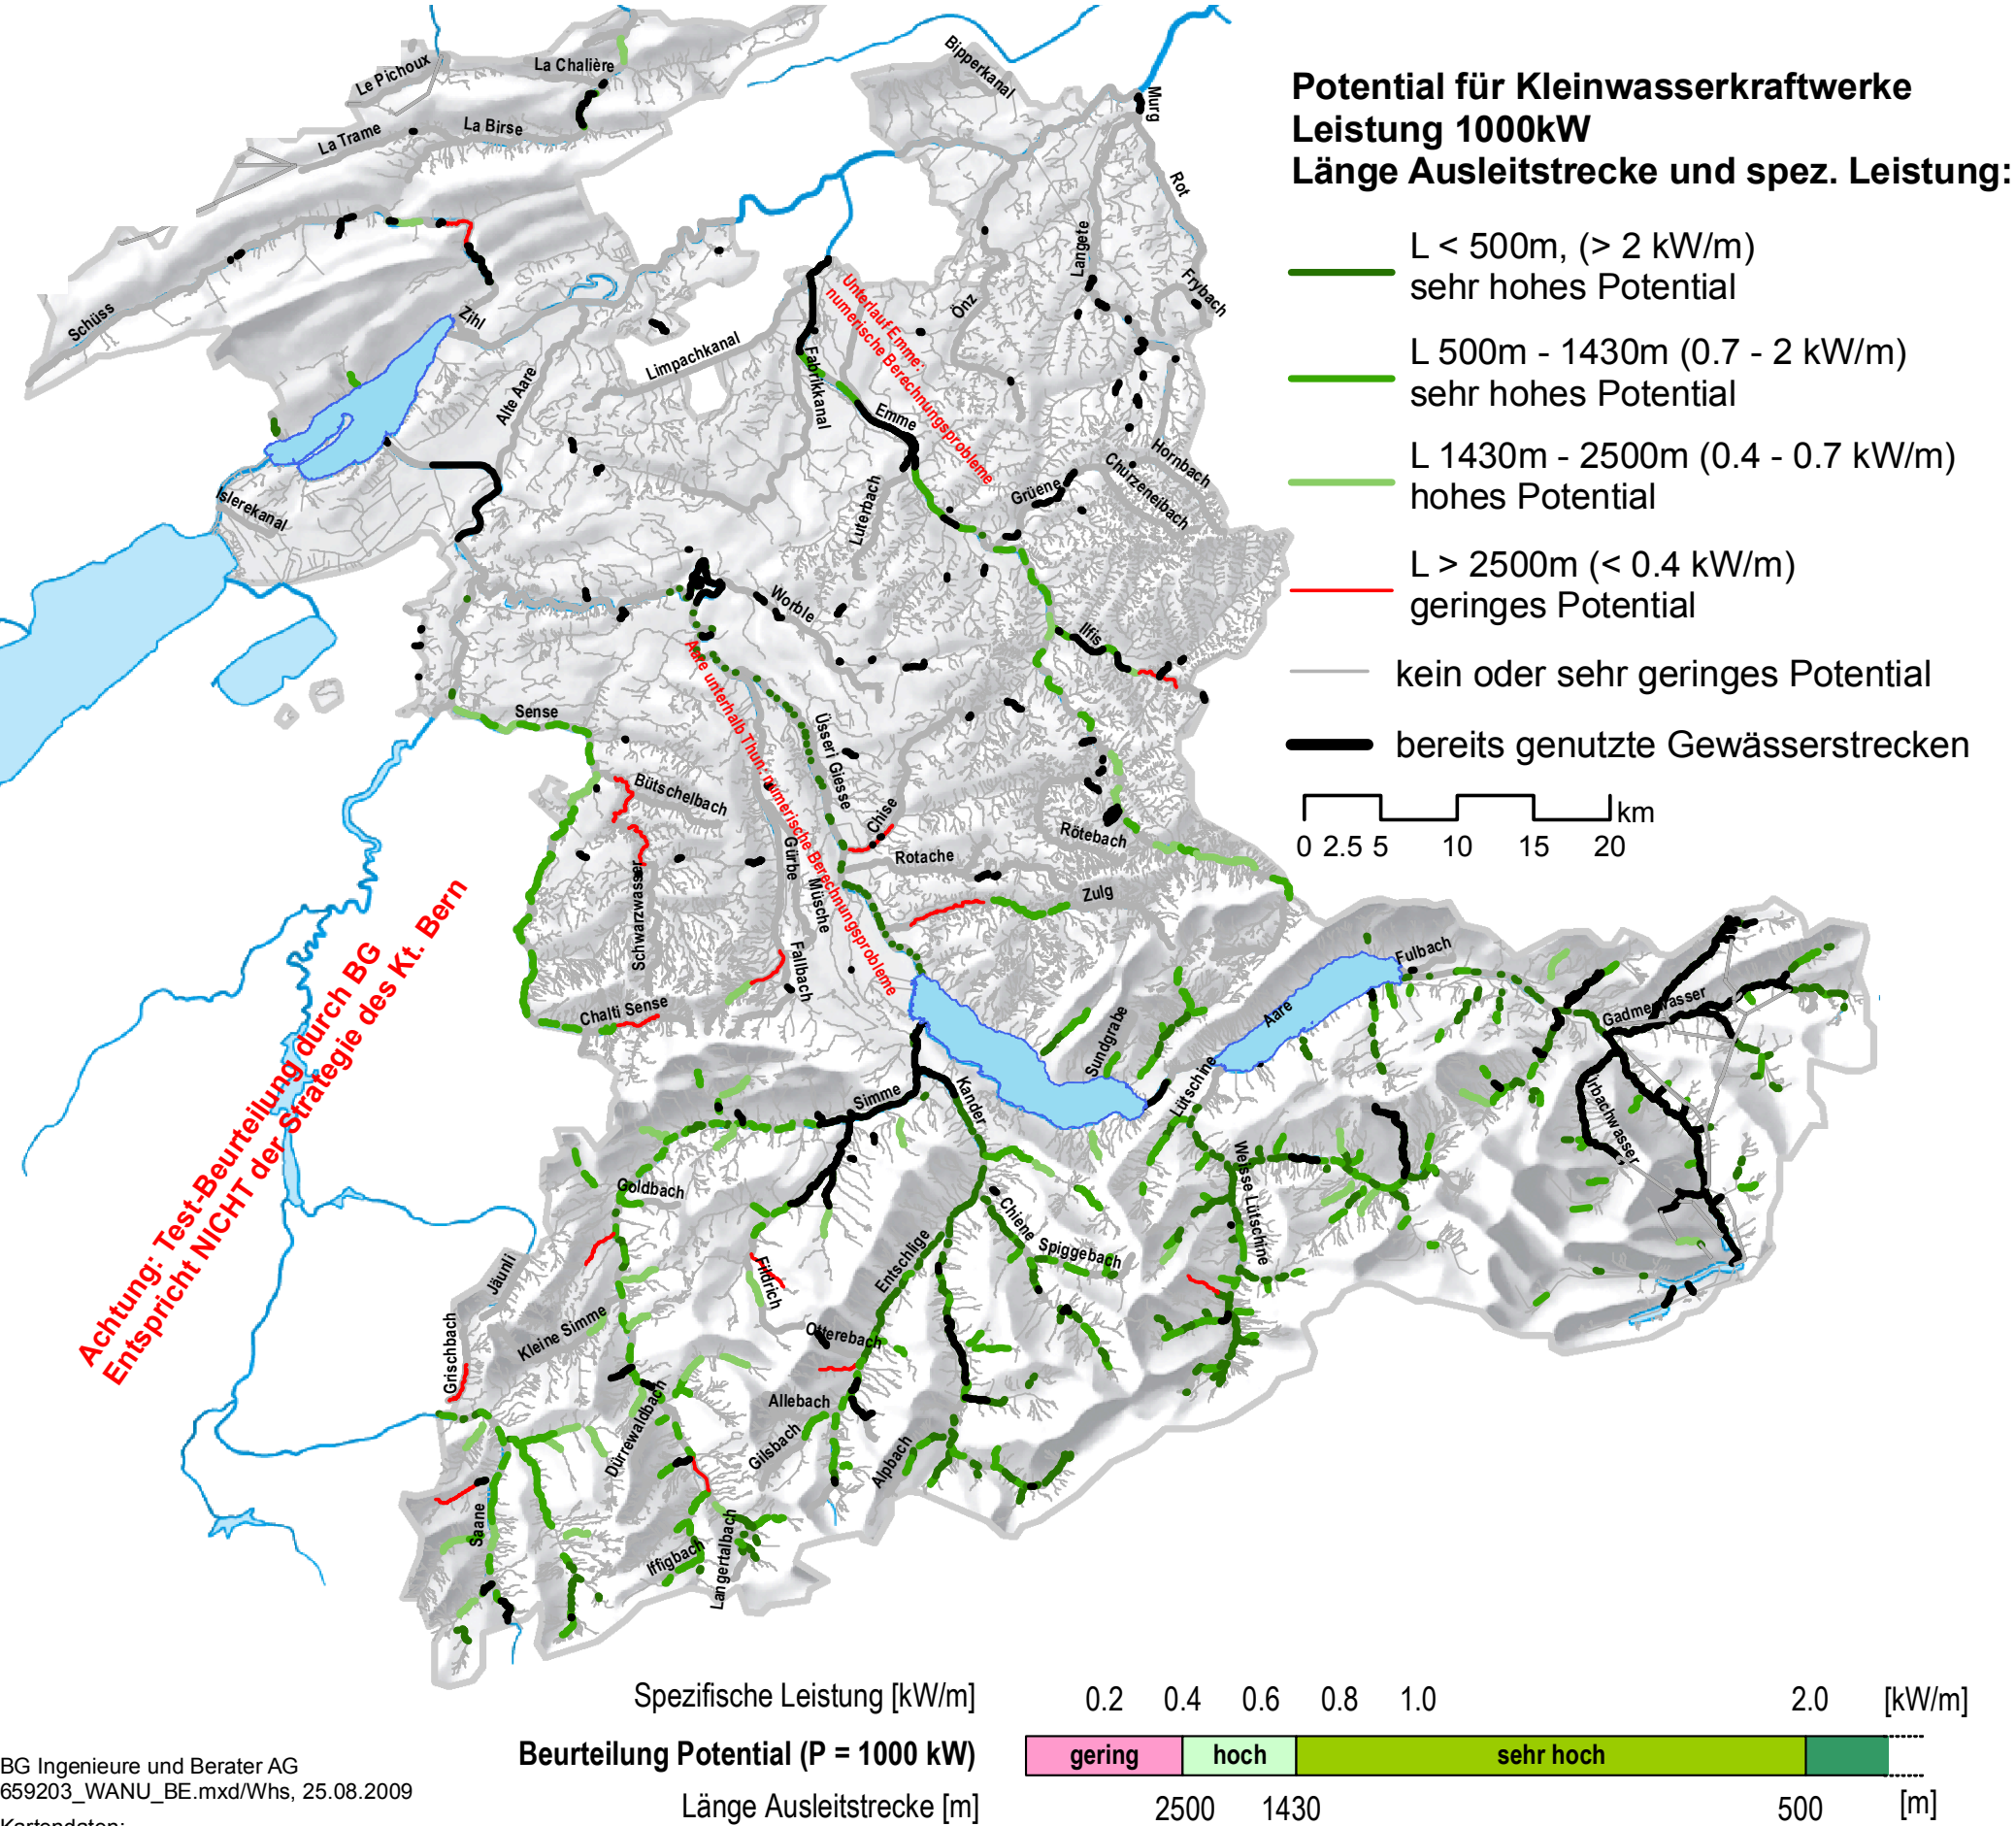 Potential für Kleinwasserkraftwerke
Leistung 1000kW
Länge Ausleitstrecke und spez. Leistung:
L < 500m, (> 2 kW/m)
sehr hohes Potential
L 500m - 1430m (0.7 - 2 kW/m)
sehr hohes Potential
L 1430m - 2500m (0.4 - 0.7 kW/m)
hohes Potential
L > 2500m (< 0.4 kW/m)
geringes Potential
kein oder sehr geringes Potential
bereits genutzte Gewässerstrecken
km
0 2.5 5 10 15 20
Le Pichoux
La Chalière
La Trame
La Birse
Bipperkanal
Murg
Rot
Schüss
Zihl
Langete
Frybach
Önz
Limpachkanal
Alte Aare
Fabrikkanal
Emme
Unterlauf Emme:
numerische Berechnungsprobleme
Islerekanal
Luterbach
Grüene
Churzeneibach
Hornbach
Worble
Ilfis
Sense
Aare unterhalb Thun: numerische Berechnungsprobleme
Üsseri Giesse
Bütschelbach
Chise
Rötebach
Rotache
Gürbe
Müsche
Schwarzwasser
Zulg
Fallbach
Chalti Sense
Fulbach
Aare
Sundgrabe
Gadmerwasser
Urbachwasser
Lütschine
Simme
Kander
Weisse Lütschine
Goldbach
Chiene
Spiggebach
Entschlige
Fildrich
Jäunli
Kleine Simme
Otterebach
Grischbach
Allebach
Gilsbach
Alpbach
Dürrewaldbach
Saane
Iffigbach
Langertalbach
Achtung: Test-Beurteilung durch BG
Entspricht NICHT der Strategie des Kt. Bern
Spezifische Leistung [kW/m] 0.2 0.4 0.6 0.8 1.0 2.0 [kW/m]
Beurteilung Potential (P = 1000 kW) gering hoch sehr hoch
Länge Ausleitstrecke [m] 2500 1430 500 [m]
BG Ingenieure und Berater AG
659203_WANU_BE.mxd/Whs, 25.08.2009
Kartendaten: